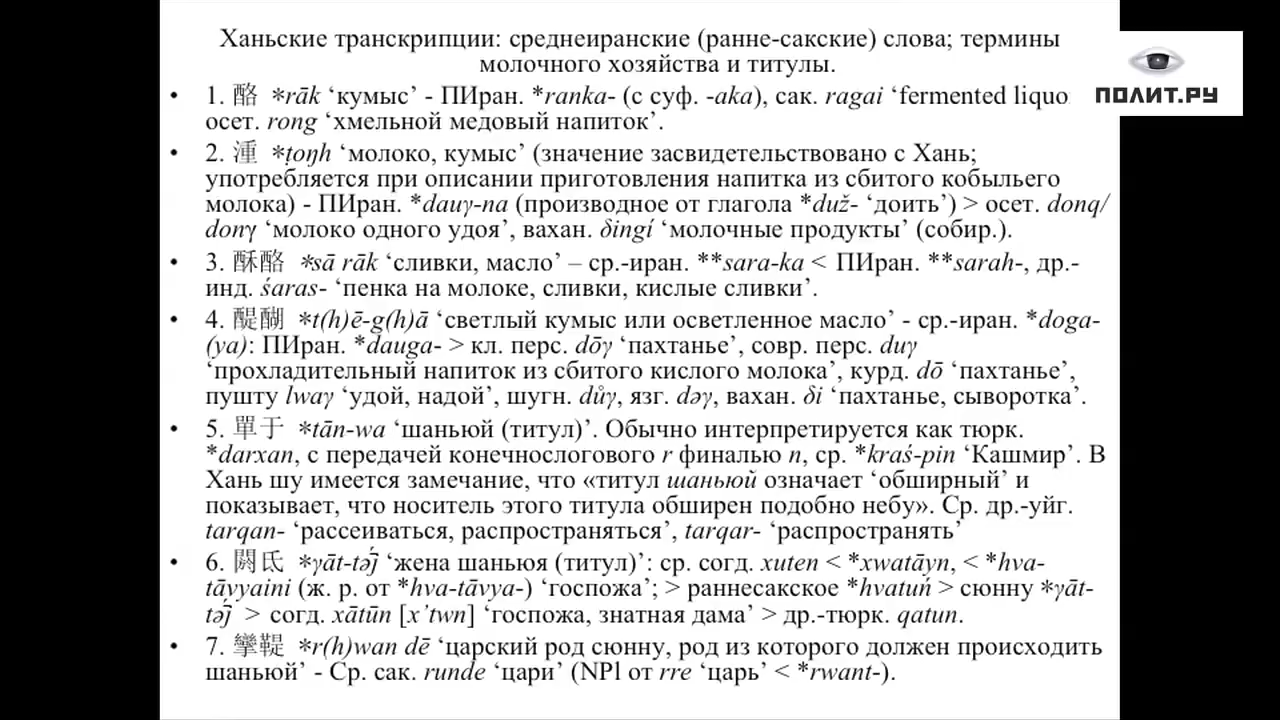 Ханьские транскрипции: среднеиранские (ранне-сакские) слова; термины
молочного хозяйства и титулы.
ПОЛИТ.РУ
• 1. 酪 *rāk ‘кумыс’ - ПИран. *ranka- (с суф. -aka), сак. ragai ‘fermented liquo
осет. rong ‘хмельной медовый напиток’.
• 2. 湩 *ṭoŋh ‘молоко, кумыс’ (значение засвидетельствовано с Хань;
употребляется при описании приготовления напитка из сбитого кобыльего
молока) - ПИран. *dauγ-na (производное от глагола *duž- ‘доить’) > осет. donq/
donγ ‘молоко одного удоя’, вахан. δingí ‘молочные продукты’ (собир.).
• 3. 酥酪 *sā rāk ‘сливки, масло’ – ср.-иран. **sara-ka < ПИран. **sarah-, др.-
инд. śaras- ‘пенка на молоке, сливки, кислые сливки’.
• 4. 醍醐 *t(h)ē-g(h)ā ‘светлый кумыс или осветленное масло’ - ср.-иран. *doga-
(ya): ПИран. *dauga- > кл. перс. dōγ ‘пахтанье’, совр. перс. duγ
‘прохладительный напиток из сбитого кислого молока’, курд. dō ‘пахтанье’,
пушту lwaγ ‘удой, надой’, шугн. důγ, язг. dəγ, вахан. δi ‘пахтанье, сыворотка’.
• 5. 單于 *tān-wa ‘шаньюй (титул)’. Обычно интерпретируется как тюрк.
*darxan, с передачей конечнослогового r финалью n, ср. *kraś-pin ‘Кашмир’. В
Хань шу имеется замечание, что «титул шаньюй означает ‘обширный’ и
показывает, что носитель этого титула обширен подобно небу». Ср. др.-уйг.
tarqan- ‘рассеиваться, распространяться’, tarqar- ‘распространять’
• 6. 閼氏 *γāt-tə̄́j ‘жена шаньюя (титул)’: ср. согд. xuten < *xwatāyn, < *hva-
tāvyaini (ж. р. от *hva-tāvya-) ‘госпожа’; > раннесакское *hvatuń > сюнну *γāt-
tə̄́j > согд. xātūn [x’twn] ‘госпожа, знатная дама’ > др.-тюрк. qatun.
• 7. 攣鞮 *r(h)wan dē ‘царский род сюнну, род из которого должен происходить
шаньюй’ - Ср. сак. runde ‘цари’ (NPl от rre ‘царь’ < *rwant-).